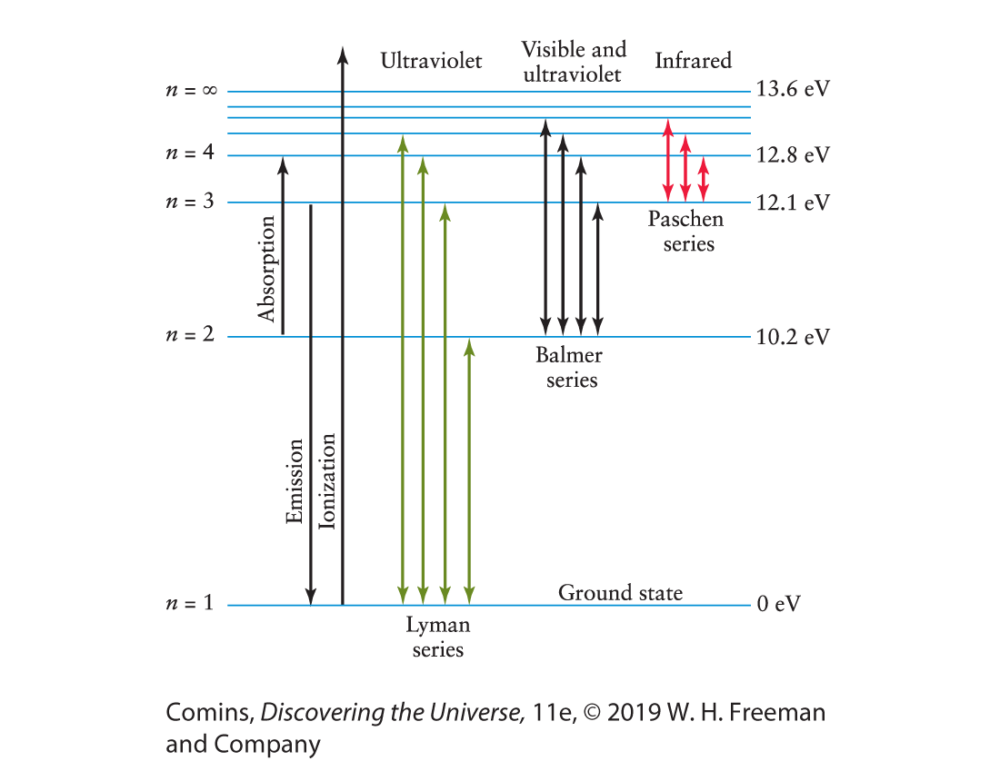 Ultraviolet
Visible and
ultraviolet
Infrared
n = ∞
13.6 eV
n = 4
12.8 eV
n = 3
12.1 eV
Paschen
series
Absorption
n = 2
10.2 eV
Balmer
series
Emission
Ionization
Ground state
n = 1
0 eV
Lyman
series
Comins, Discovering the Universe, 11e, © 2019 W. H. Freeman
and Company